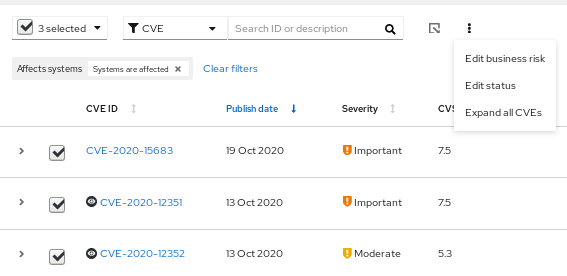 3 selected CVE Search ID or description
Edit business risk
Affects systems Systems are affected Clear filters
Edit status
Expand all CVEs
CVE ID Publish date Severity
CVE-2020-15683 19 Oct 2020 Important 7.5
CVE-2020-12351 13 Oct 2020 Important 7.5
CVE-2020-12352 13 Oct 2020 Moderate 5.3